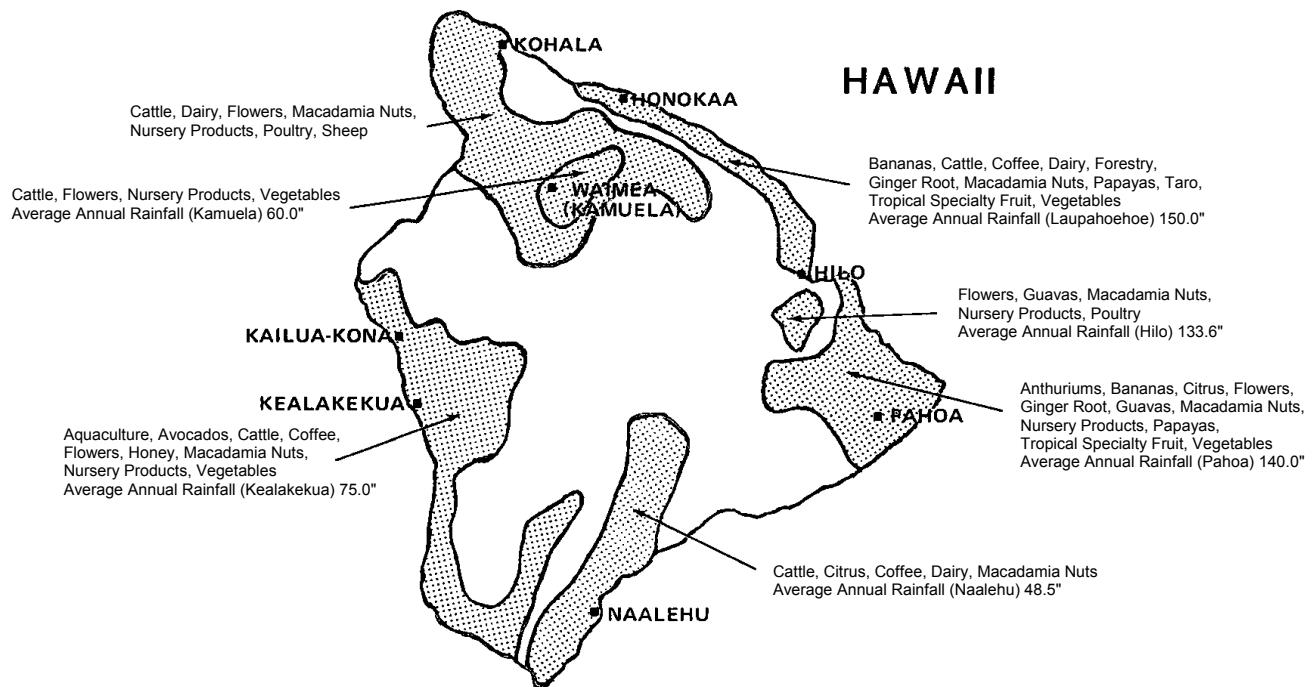 KOHALA
HAWAII
HONOKAA
Cattle, Dairy, Flowers, Macadamia Nuts,
Nursery Products, Poultry, Sheep
Bananas, Cattle, Coffee, Dairy, Forestry,
Ginger Root, Macadamia Nuts, Papayas, Taro,
Tropical Specialty Fruit, Vegetables
Average Annual Rainfall (Laupahoehoe) 150.0"
Cattle, Flowers, Nursery Products, Vegetables
Average Annual Rainfall (Kamuela) 60.0"
WAIMEA
(KAMUELA)
HILO
Flowers, Guavas, Macadamia Nuts,
Nursery Products, Poultry
Average Annual Rainfall (Hilo) 133.6"
KAILUA-KONA
KEALAKEKUA
Anthuriums, Bananas, Citrus, Flowers,
Ginger Root, Guavas, Macadamia Nuts,
Nursery Products, Papayas,
Tropical Specialty Fruit, Vegetables
Average Annual Rainfall (Pahoa) 140.0"
PAHOA
Aquaculture, Avocados, Cattle, Coffee,
Flowers, Honey, Macadamia Nuts,
Nursery Products, Vegetables
Average Annual Rainfall (Kealakekua) 75.0"
Cattle, Citrus, Coffee, Dairy, Macadamia Nuts
Average Annual Rainfall (Naalehu) 48.5"
NAALEHU